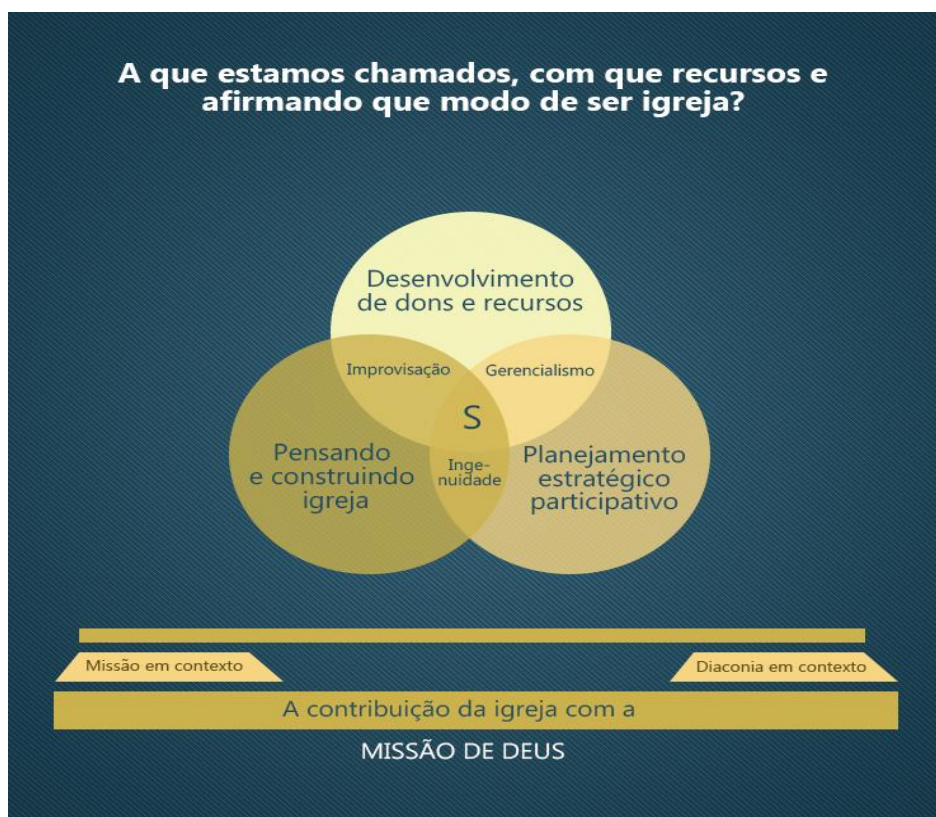 A que estamos chamados, com que recursos e
afirmando que modo de ser igreja?
Desenvolvimento
de dons e recursos
Improvisação
Gerencialismo
S
Pensando
e construindo
igreja
Inge-
nuidade
Planejamento
estratégico
participativo
Missão em contexto
Diaconia em contexto
A contribuição da igreja com a
MISSÃO DE DEUS